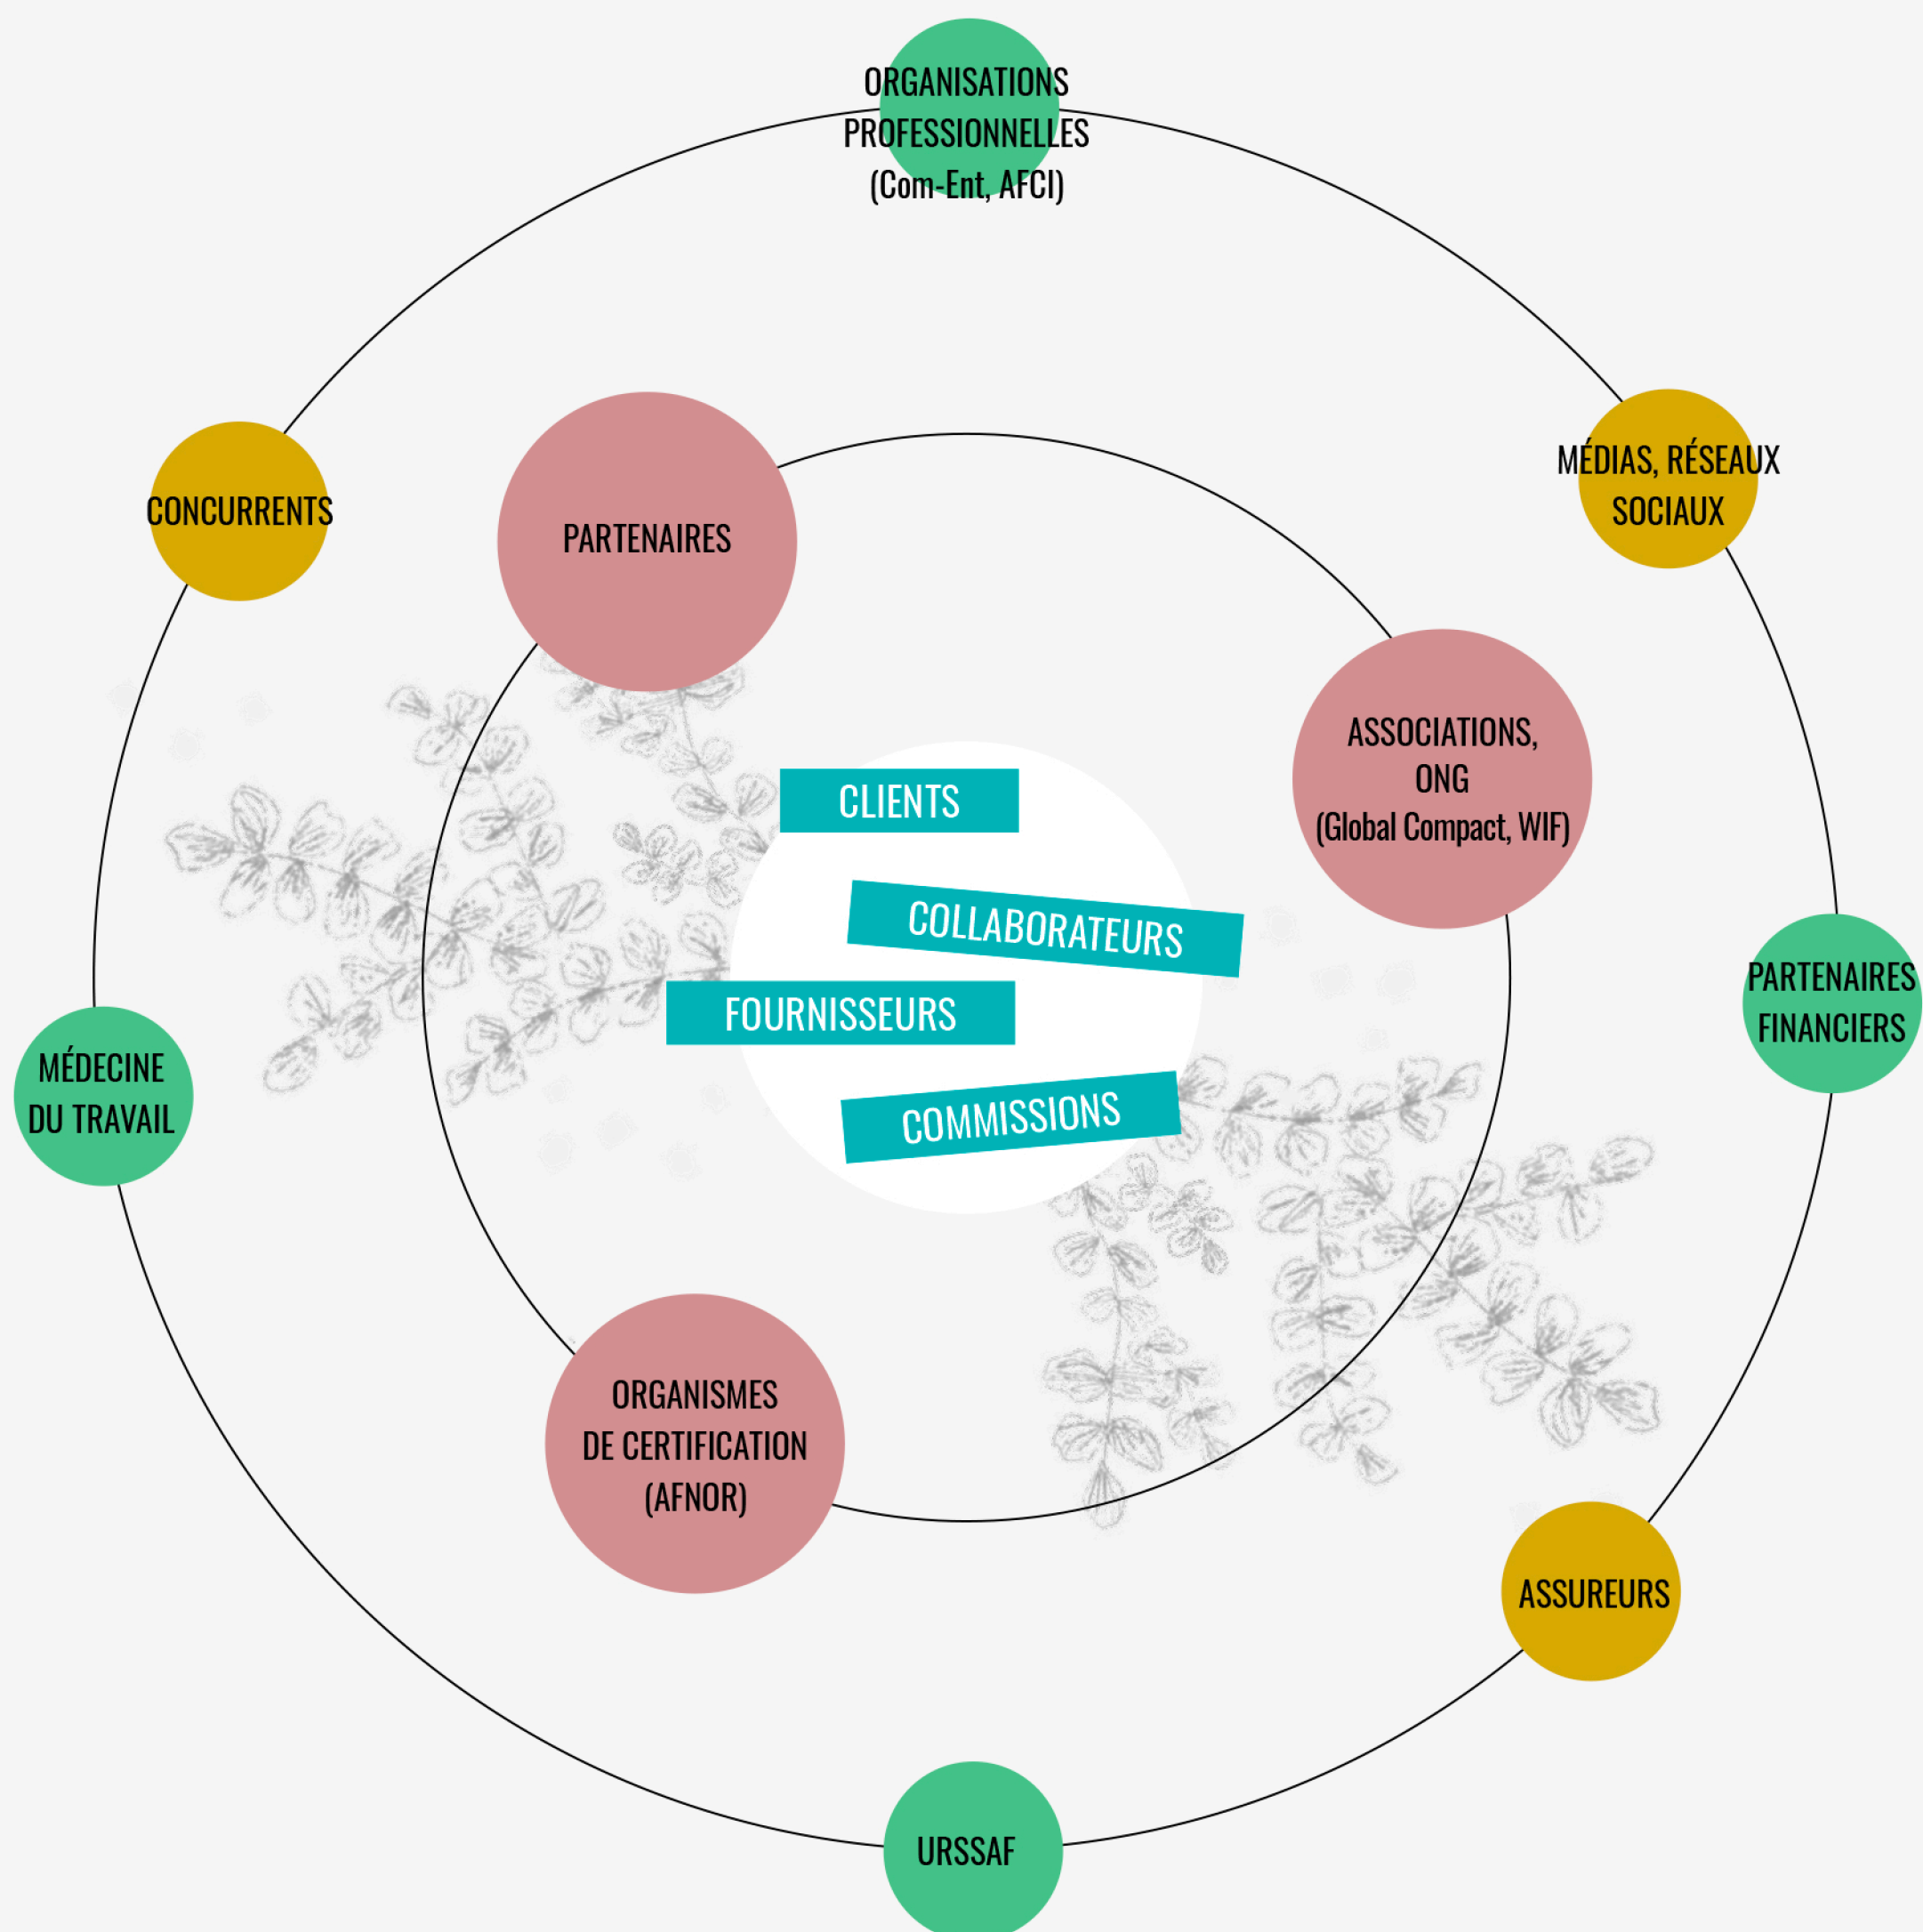 ORGANISATIONS
PROFESSIONNELLES
(Com-Ent, AFCI)
MÉDIAS, RÉSEAUX
SOCIAUX
CONCURRENTS
PARTENAIRES
ASSOCIATIONS,
ONG
(Global Compact, WIF)
CLIENTS
COLLABORATEURS
FOURNISSEURS
COMMISSIONS
PARTENAIRES
FINANCIERS
MÉDECINE
DU TRAVAIL
ORGANISMES
DE CERTIFICATION
(AFNOR)
ASSUREURS
URSSAF